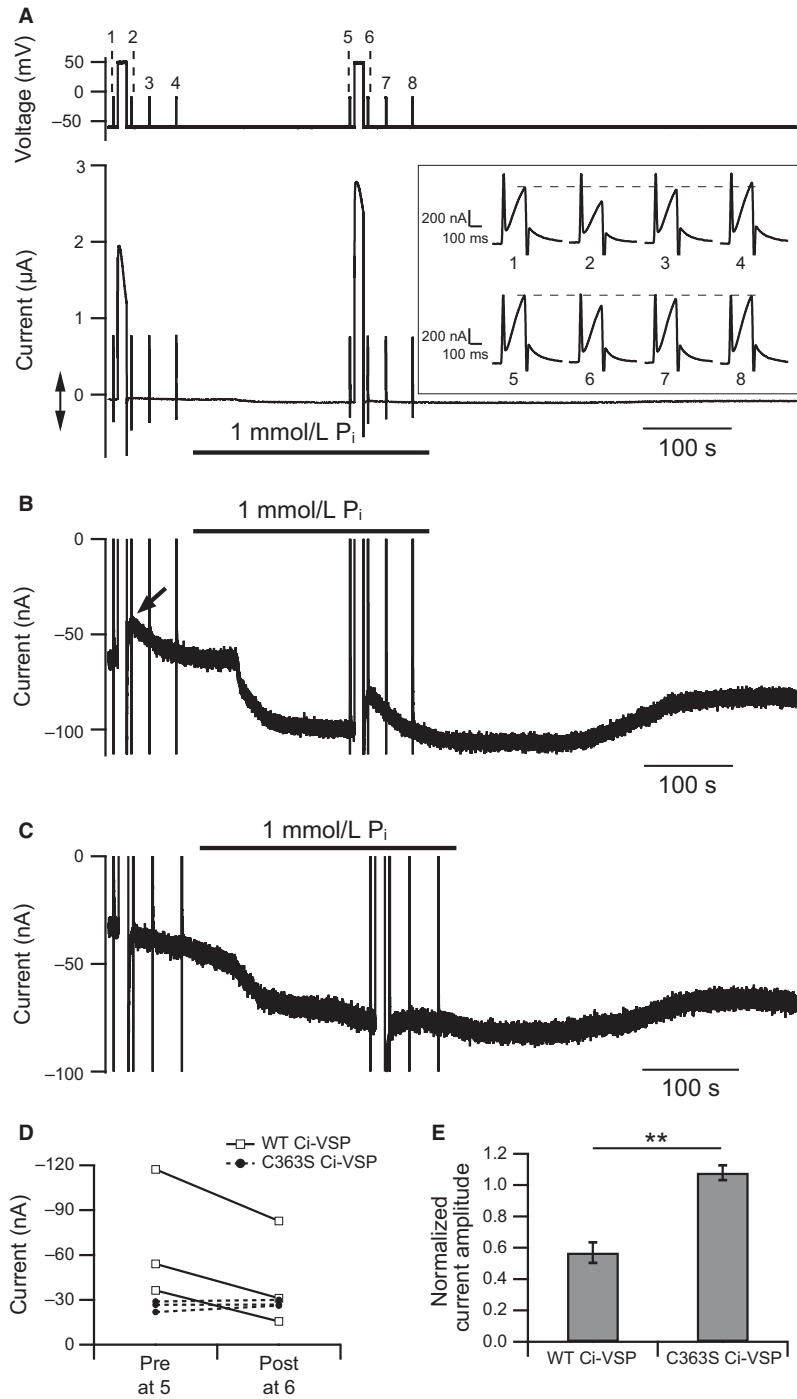 A
1 2 5 6
3 4 7 8
50
0
−50
Voltage (mV)
3
2
1
0
Current (µA)
200 nA
100 ms
1 2 3 4
200 nA
100 ms
5 6 7 8
1 mmol/L Pi
100 s
B
1 mmol/L Pi
0
−50
−100
Current (nA)
100 s
C
1 mmol/L Pi
0
−50
−100
Current (nA)
100 s
D
WT Ci-VSP
C363S Ci-VSP
−120
−90
−60
−30
0
Current (nA)
Pre
at 5
Post
at 6
E
**
1.2
1.0
0.8
0.6
0.4
0.2
0.0
Normalized
current amplitude
WT Ci-VSP
C363S Ci-VSP